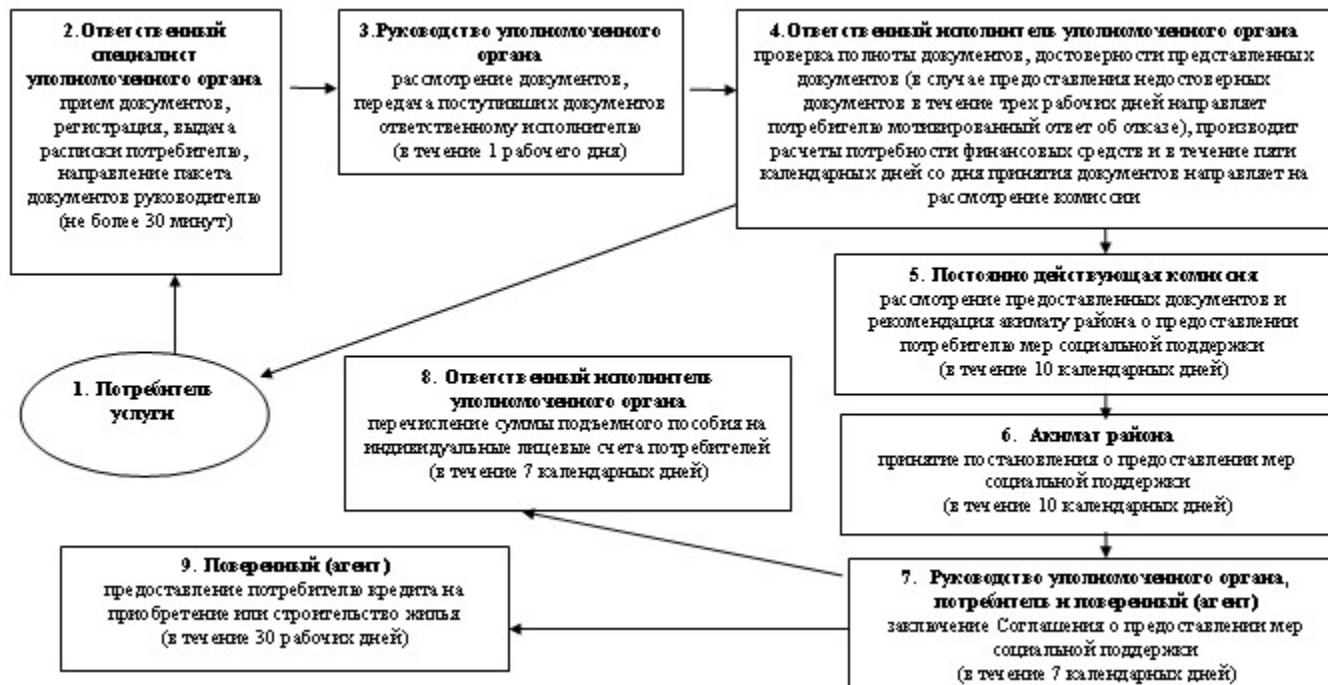 2.Ответственный
специалист
уполномоченного органа
прием документов,
регистрация, выдача
расписки потребителю,
направление пакета
документов руководителю
(не более 30 минут)
3.Руководство уполномоченного
органа
рассмотрение документов,
передача поступивших документов
ответственному исполнителю
(в течение 1 рабочего дня)
4.Ответственный исполнитель уполномоченного органа
проверка полноты документов, достоверности представленных
документов (в случае предоставления недостоверных
документов в течение трех рабочих дней направляет
потребителю мотивированный ответ об отказе), производит
расчеты потребности финансовых средств и в течение пяти
календарных дней со дня принятия документов направляет на
рассмотрение комиссии
5. Постоянно действующая комиссия
рассмотрение предоставленных документов и
рекомендация акимату района о предоставлении
потребителю мер социальной поддержки
(в течение 10 календарных дней)
1. Потребитель
услуги
8. Ответственный исполнитель
уполномоченного органа
перечисление суммы подъемного пособия на
индивидуальные лицевые счета потребителей
(в течение 7 календарных дней)
6. Акимат района
принятие постановления о предоставлении мер
социальной поддержки
(в течение 10 календарных дней)
9. Поверенный (агент)
предоставление потребителю кредита на
приобретение или строительство жилья
(в течение 30 рабочих дней)
7. Руководство уполномоченного органа,
потребитель и поверенный (агент)
заключение Соглашения о предоставлении мер
социальной поддержки
(в течение 7 календарных дней)